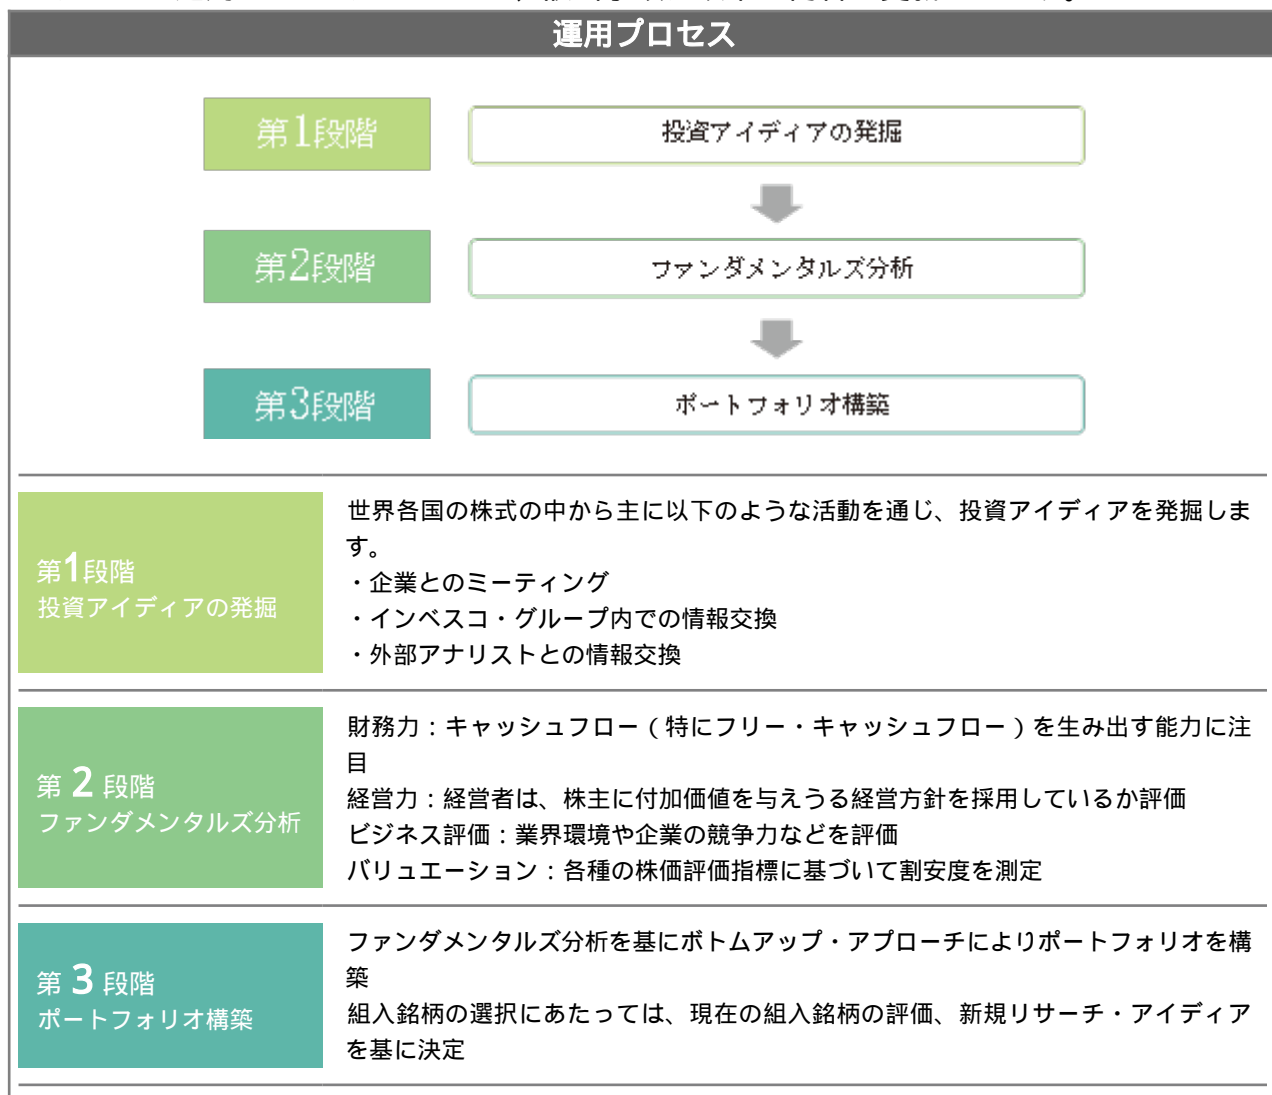 運用プロセス
第1段階
投資アイディアの発掘
第2段階
ファンダメンタルズ分析
第3段階
ポートフォリオ構築
第1段階
投資アイディアの発掘
世界各国の株式の中から主に以下のような活動を通じ、投資アイディアを発掘しま
す。
・企業とのミーティング
・インベスコ・グループ内での情報交換
・外部アナリストとの情報交換
第 2 段階
ファンダメンタルズ分析
財務力：キャッシュフロー（特にフリー・キャッシュフロー）を生み出す能力に注
目
経営力：経営者は、株主に付加価値を与えうる経営方針を採用しているか評価
ビジネス評価：業界環境や企業の競争力などを評価
バリュエーション：各種の株価評価指標に基づいて割安度を測定
第 3 段階
ポートフォリオ構築
ファンダメンタルズ分析を基にボトムアップ・アプローチによりポートフォリオを構
築
組入銘柄の選択にあたっては、現在の組入銘柄の評価、新規リサーチ・アイディア
を基に決定